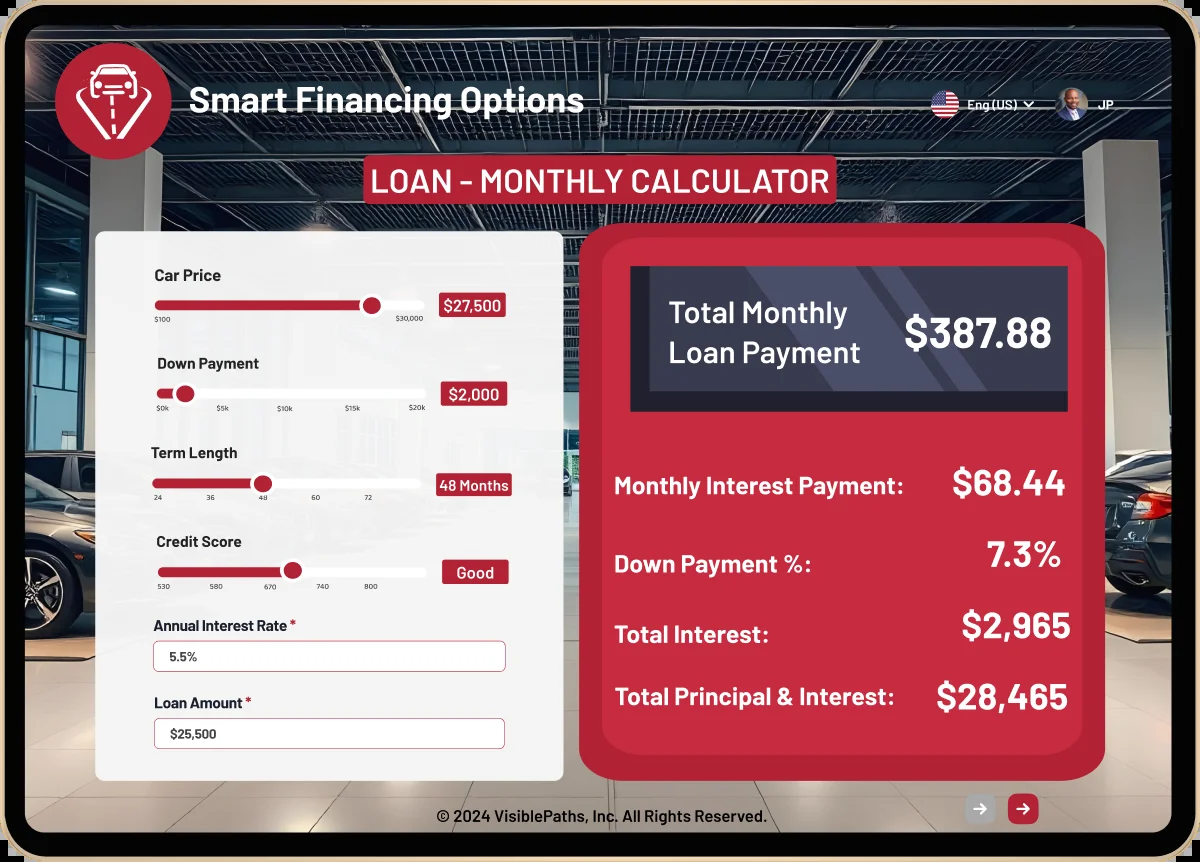 Smart Financing Options
Eng (US)
JP
LOAN - MONTHLY CALCULATOR
Car Price
$27,500
$100
$30,000
Down Payment
$2,000
$0k
$5k
$10k
$15k
$20k
Term Length
48 Months
24
36
48
60
72
Credit Score
Good
530
580
670
740
800
Annual Interest Rate *
5.5%
Loan Amount *
$25,500
Total Monthly
Loan Payment
$387.88
Monthly Interest Payment:
$68.44
Down Payment %:
7.3%
Total Interest:
$2,965
Total Principal & Interest:
$28,465
© 2024 VisiblePaths, Inc. All Rights Reserved.